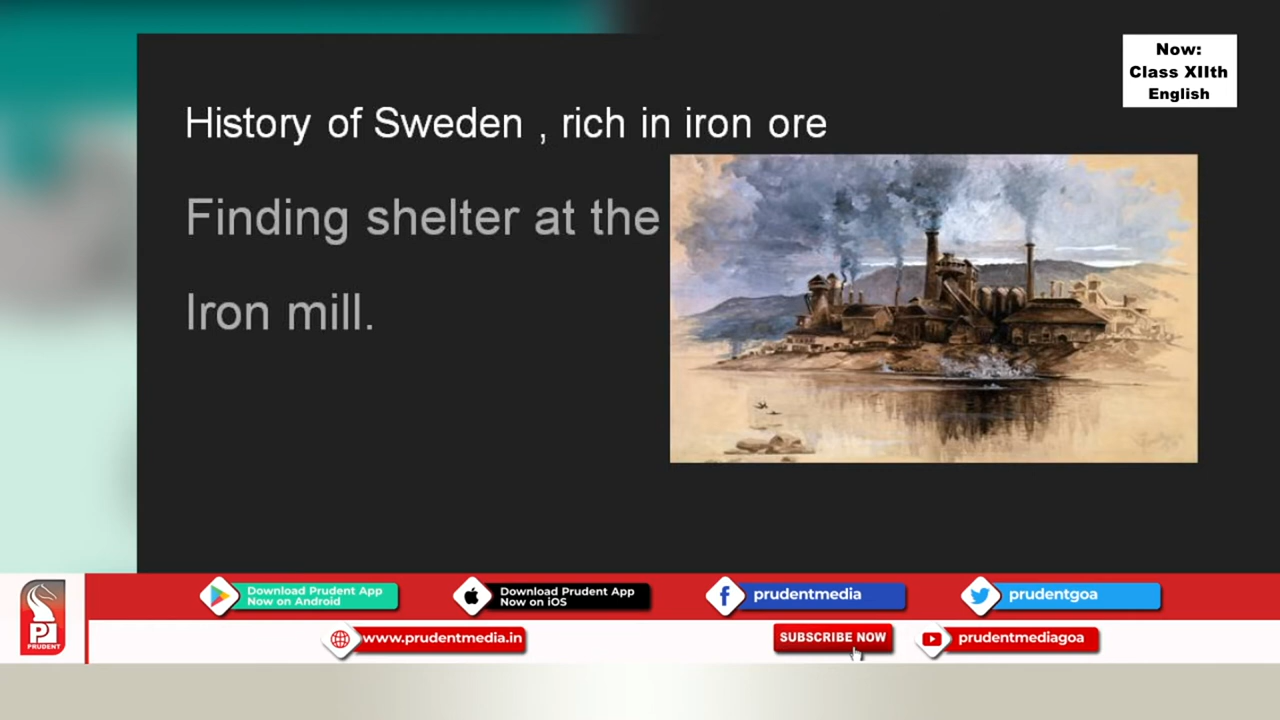 Now:
Class XIIth
English
History of Sweden , rich in iron ore
Finding shelter at the
Iron mill.
Download Prudent App
Now on Android
Download Prudent App
Now on iOS
prudentmedia
prudentgoa
PRUDENT
www.prudentmedia.in
SUBSCRIBE NOW
prudentmediagoa